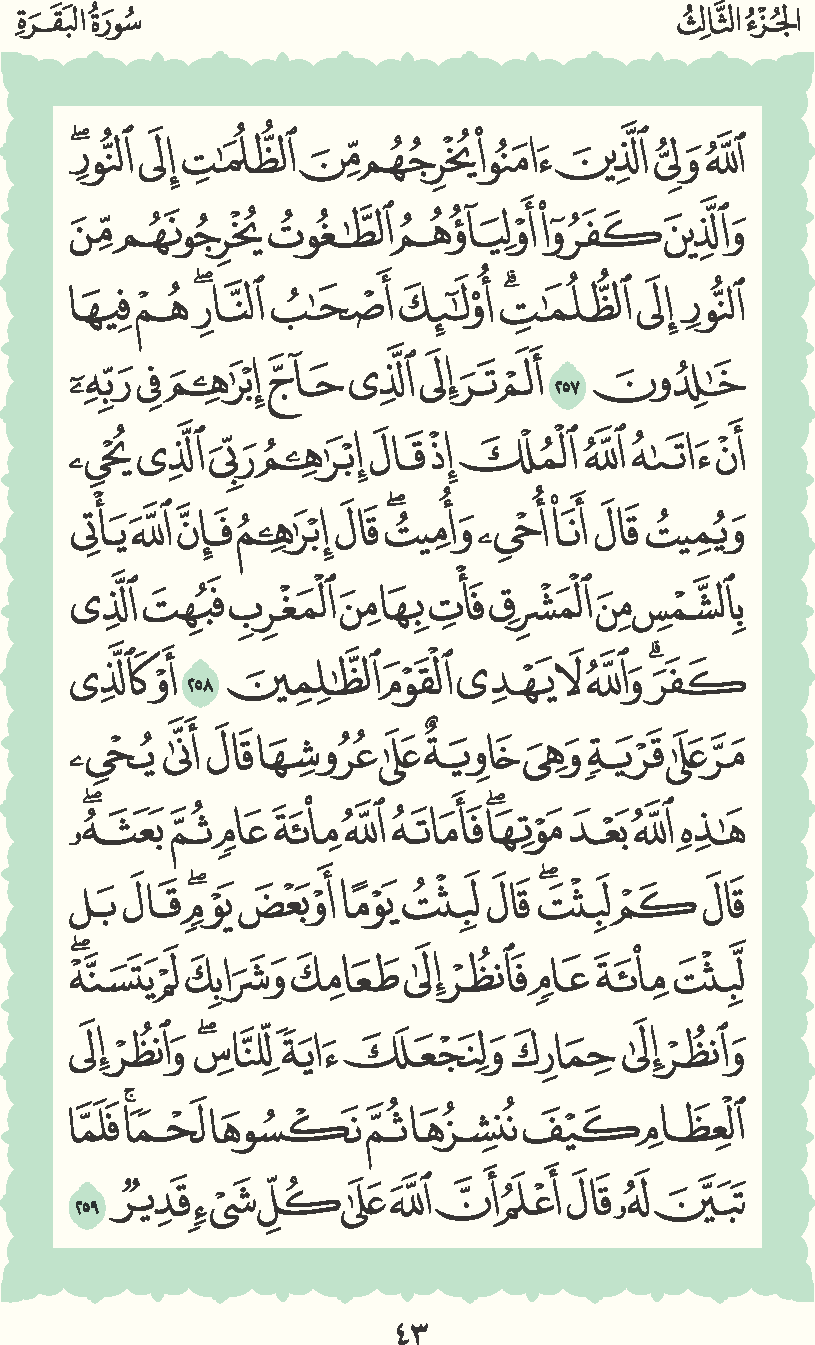 الجُزْءُ الثَّالِثُ
سُورَةُ البَقَرَةِ
ٱللَّهُ وَلِيُّ ٱلَّذِينَ ءَامَنُوا۟ يُخْرِجُهُم مِّنَ ٱلظُّلُمَٰتِ إِلَى ٱلنُّورِ ۖ
وَٱلَّذِينَ كَفَرُوٓا۟ أَوْلِيَآؤُهُمُ ٱلطَّٰغُوتُ يُخْرِجُونَهُم مِّنَ
ٱلنُّورِ إِلَى ٱلظُّلُمَٰتِ ۗ أُو۟لَٰٓئِكَ أَصْحَٰبُ ٱلنَّارِ ۖ هُمْ فِيهَا
خَٰلِدُونَ ٢٥٧ أَلَمْ تَرَ إِلَى ٱلَّذِى حَآجَّ إِبْرَٰهِـۧمَ فِى رَبِّهِۦٓ
أَنْ ءَاتَىٰهُ ٱللَّهُ ٱلْمُلْكَ إِذْ قَالَ إِبْرَٰهِـۧمُ رَبِّىَ ٱلَّذِى يُحْىِۦ
وَيُمِيتُ قَالَ أَنَا۠ أُحْىِۦ وَأُمِيتُ ۖ قَالَ إِبْرَٰهِـۧمُ فَإِنَّ ٱللَّهَ يَأْتِى
بِٱلشَّمْسِ مِنَ ٱلْمَشْرِقِ فَأْتِ بِهَا مِنَ ٱلْمَغْرِبِ فَبُهِتَ ٱلَّذِى
كَفَرَ ۗ وَٱللَّهُ لَا يَهْدِى ٱلْقَوْمَ ٱلظَّٰلِمِينَ ٢٥٨ أَوْ كَٱلَّذِى
مَرَّ عَلَىٰ قَرْيَةٍ وَهِىَ خَاوِيَةٌ عَلَىٰ عُرُوشِهَا قَالَ أَنَّىٰ يُحْىِۦ
هَٰذِهِ ٱللَّهُ بَعْدَ مَوْتِهَا ۖ فَأَمَاتَهُ ٱللَّهُ مِا۟ئَةَ عَامٍ ثُمَّ بَعَثَهُۥ ۖ
قَالَ كَمْ لَبِثْتَ ۖ قَالَ لَبِثْتُ يَوْمًا أَوْ بَعْضَ يَوْمٍ ۖ قَالَ بَل
لَّبِثْتَ مِا۟ئَةَ عَامٍ فَٱنظُرْ إِلَىٰ طَعَامِكَ وَشَرَابِكَ لَمْ يَتَسَنَّهْ ۖ
وَٱنظُرْ إِلَىٰ حِمَارِكَ وَلِنَجْعَلَكَ ءَايَةً لِّلنَّاسِ ۖ وَٱنظُرْ إِلَى
ٱلْعِظَامِ كَيْفَ نُنشِزُهَا ثُمَّ نَكْسُوهَا لَحْمًا ۚ فَلَمَّا
تَبَيَّنَ لَهُۥ قَالَ أَعْلَمُ أَنَّ ٱللَّهَ عَلَىٰ كُلِّ شَىْءٍ قَدِيرٌ ٢٥٩
٤٣